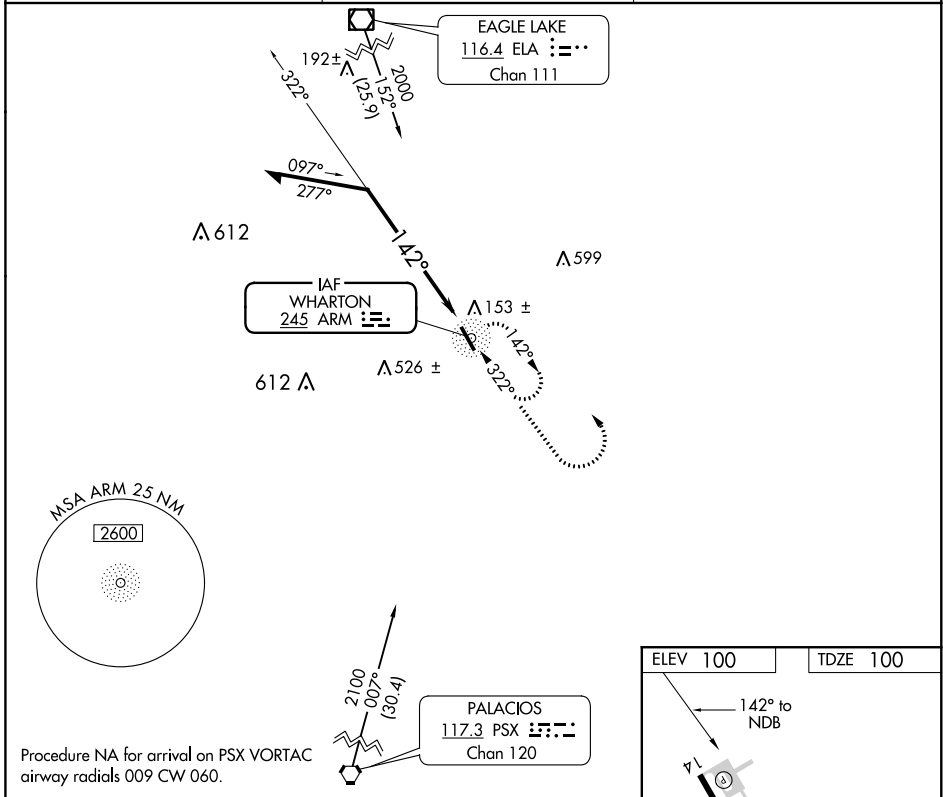 EAGLE LAKE
116.4 ELA
Chan 111
192±
2000
152°
(25.9)
322°
097°
277°
142°
612
599
IAF
WHARTON
245 ARM
153 ±
142°
322°
526 ±
612
MSA ARM 25 NM
2600
2100
007°
(30.4)
PALACIOS
117.3 PSX
Chan 120
Procedure NA for arrival on PSX VORTAC
airway radials 009 CW 060.
ELEV 100
TDZE 100
142° to
NDB
14
P